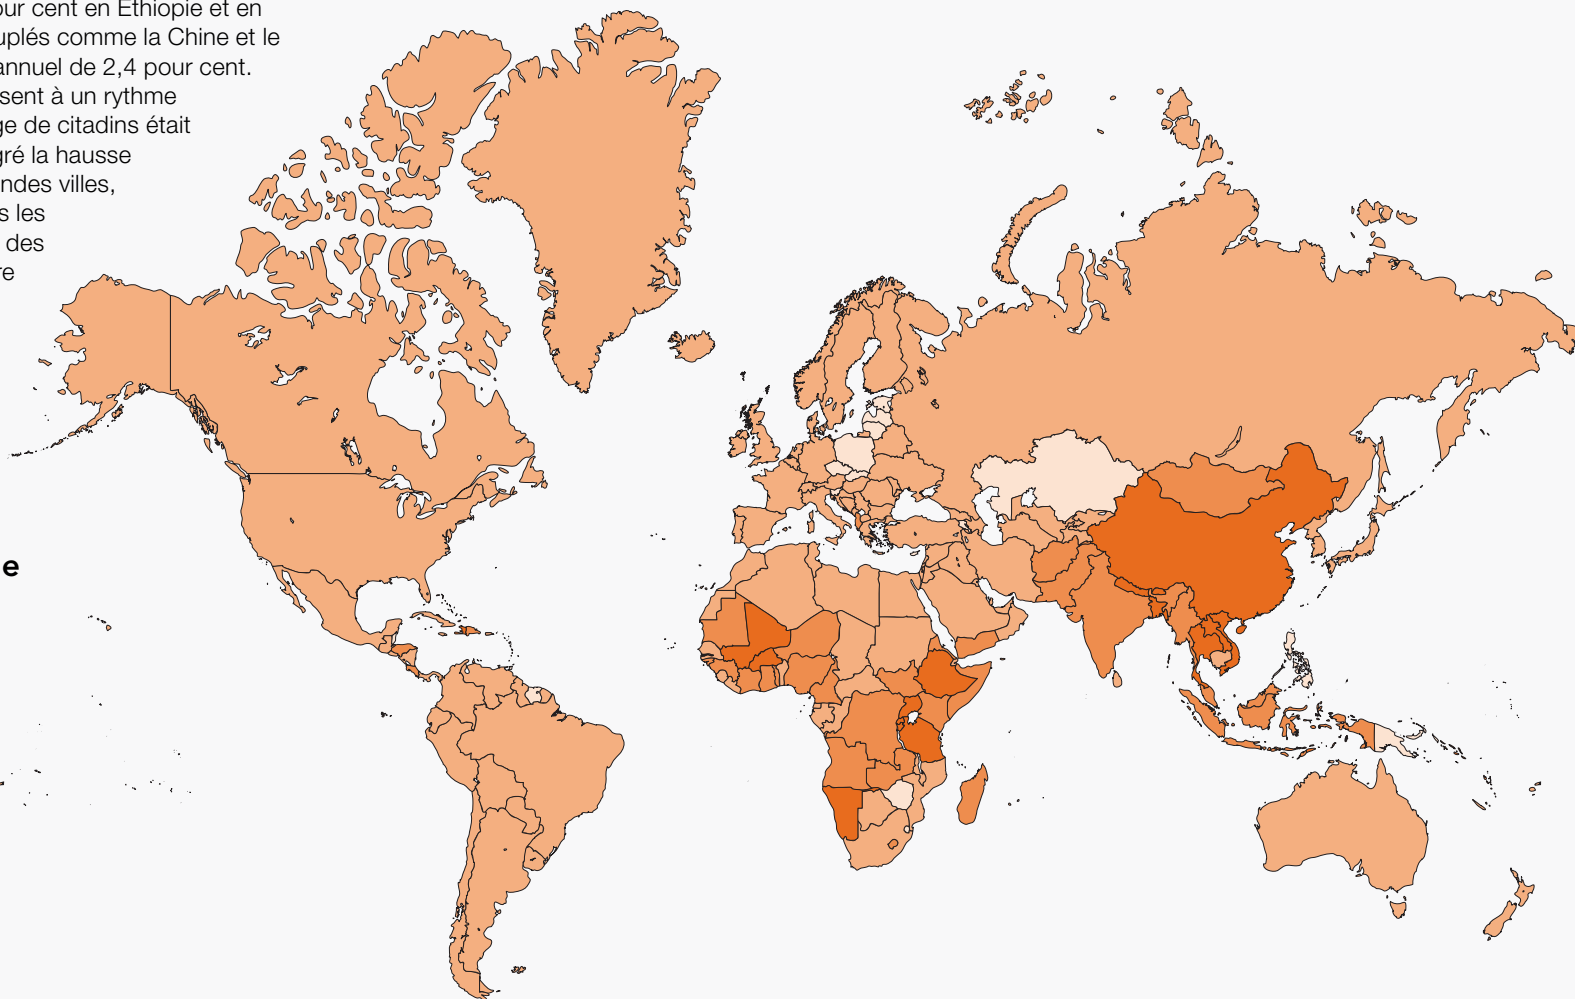 our cent en Éthiopie et en
uplés comme la Chine et le
annuel de 2,4 pour cent.
sent à un rythme
ge de citadins était
gré la hausse
ndes villes,
s les
des
re
e